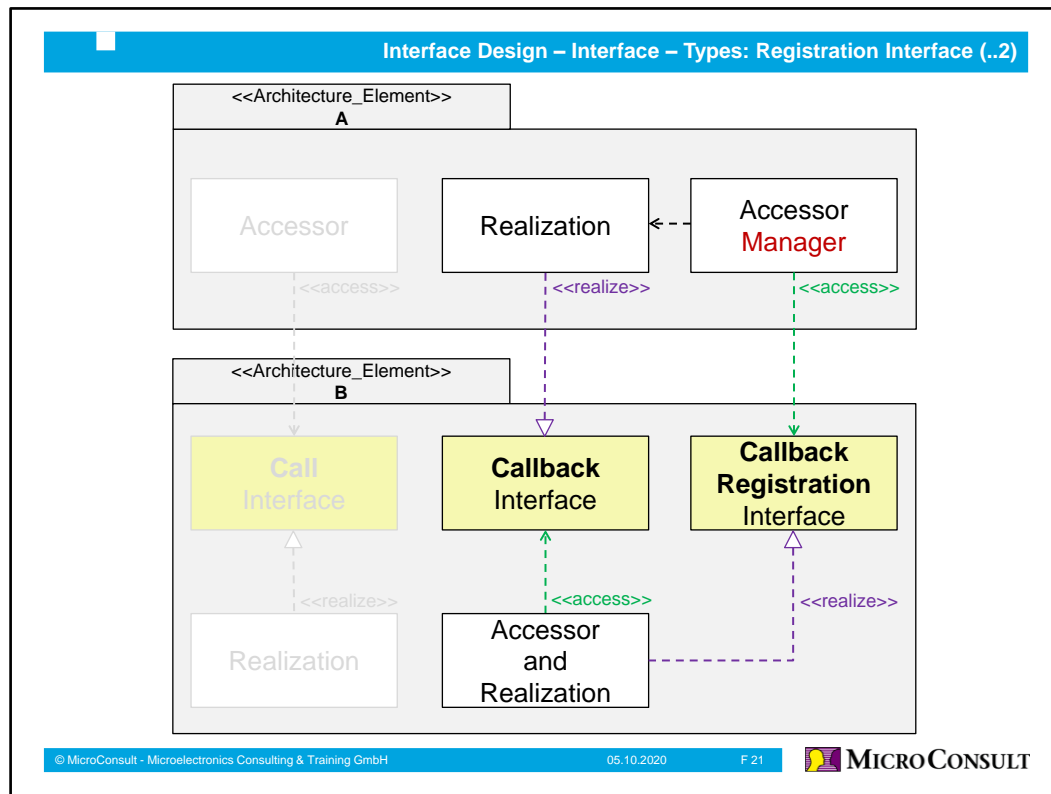 Interface Design – Interface – Types: Registration Interface (..2)
<<Architecture_Element>>
A
Accessor
Realization
Accessor
Manager
<<access>>
<<realize>>
<<access>>
<<Architecture_Element>>
B
Call
Interface
Callback
Interface
Callback
Registration
Interface
<<realize>>
<<access>>
<<realize>>
Realization
Accessor
and
Realization
© MicroConsult - Microelectronics Consulting & Training GmbH
05.10.2020
F 21
MICROCONSULT